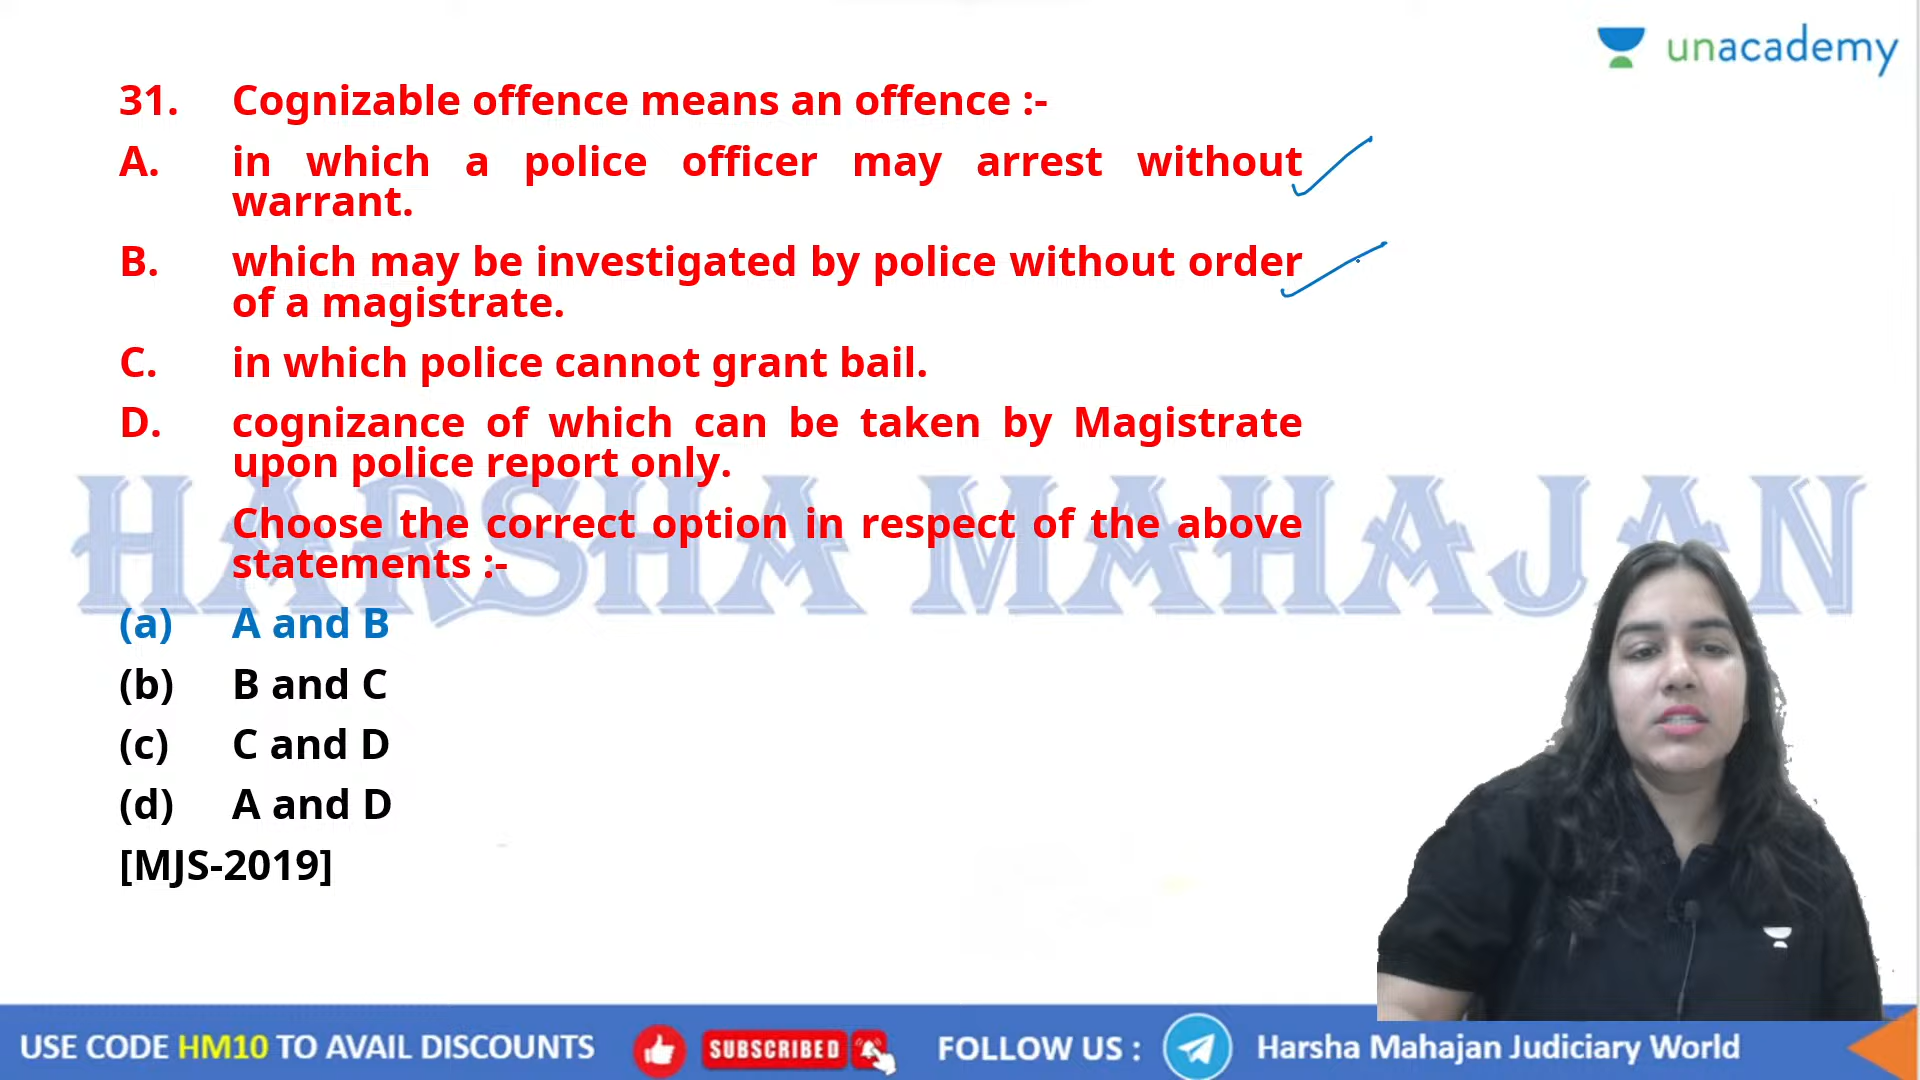 unacademy
31. Cognizable offence means an offence :-
A. in which a police officer may arrest without
warrant.
B. which may be investigated by police without order
of a magistrate.
C. in which police cannot grant bail.
D. cognizance of which can be taken by Magistrate
upon police report only.
HARSHA MAHAJAN
Choose the correct option in respect of the above
statements :-
(a) A and B
(b) B and C
(c) C and D
(d) A and D
[MJS-2019]
USE CODE HM10 TO AVAIL DISCOUNTS SUBSCRIBED FOLLOW US : Harsha Mahajan Judiciary World